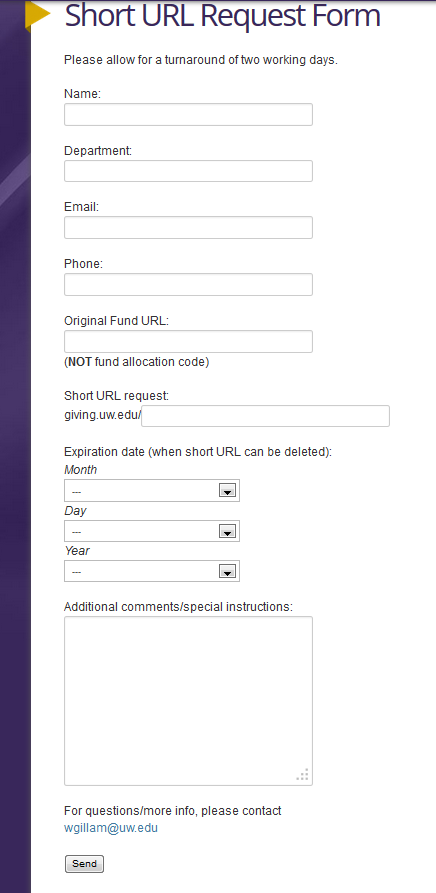 Short URL Request Form
Please allow for a turnaround of two working days.
Name:
Department:
Email:
Phone:
Original Fund URL:
(NOT fund allocation code)
Short URL request:
giving.uw.edu/
Expiration date (when short URL can be deleted):
Month
---
Day
---
Year
---
Additional comments/special instructions:
For questions/more info, please contact
wgillam@uw.edu
Send